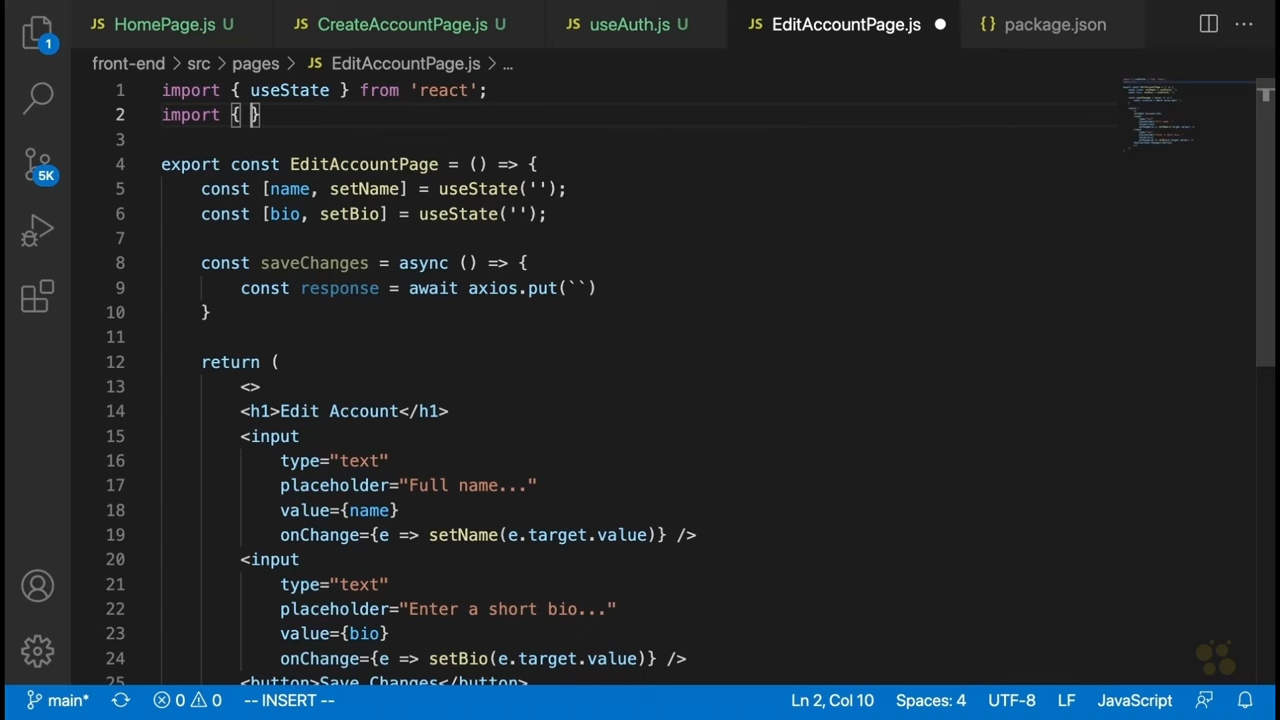 JS HomePage.js U JS CreateAccountPage.js U JS useAuth.js U JS EditAccountPage.js ● {} package.json ...
front-end > src > pages > JS EditAccountPage.js > ...
1
5K
1 import { useState } from 'react';
2 import { }
3
4 export const EditAccountPage = () => {
5 const [name, setName] = useState('');
6 const [bio, setBio] = useState('');
7
8 const saveChanges = async () => {
9 const response = await axios.put(``)
10 }
11
12 return (
13 <>
14 <h1>Edit Account</h1>
15 <input
16 type="text"
17 placeholder="Full name..."
18 value={name}
19 onChange={e => setName(e.target.value)} />
20 <input
21 type="text"
22 placeholder="Enter a short bio..."
23 value={bio}
24 onChange={e => setBio(e.target.value)} />
25 <button>Save Changes</button>
main* 0 0 -- INSERT -- Ln 2, Col 10 Spaces: 4 UTF-8 LF JavaScript